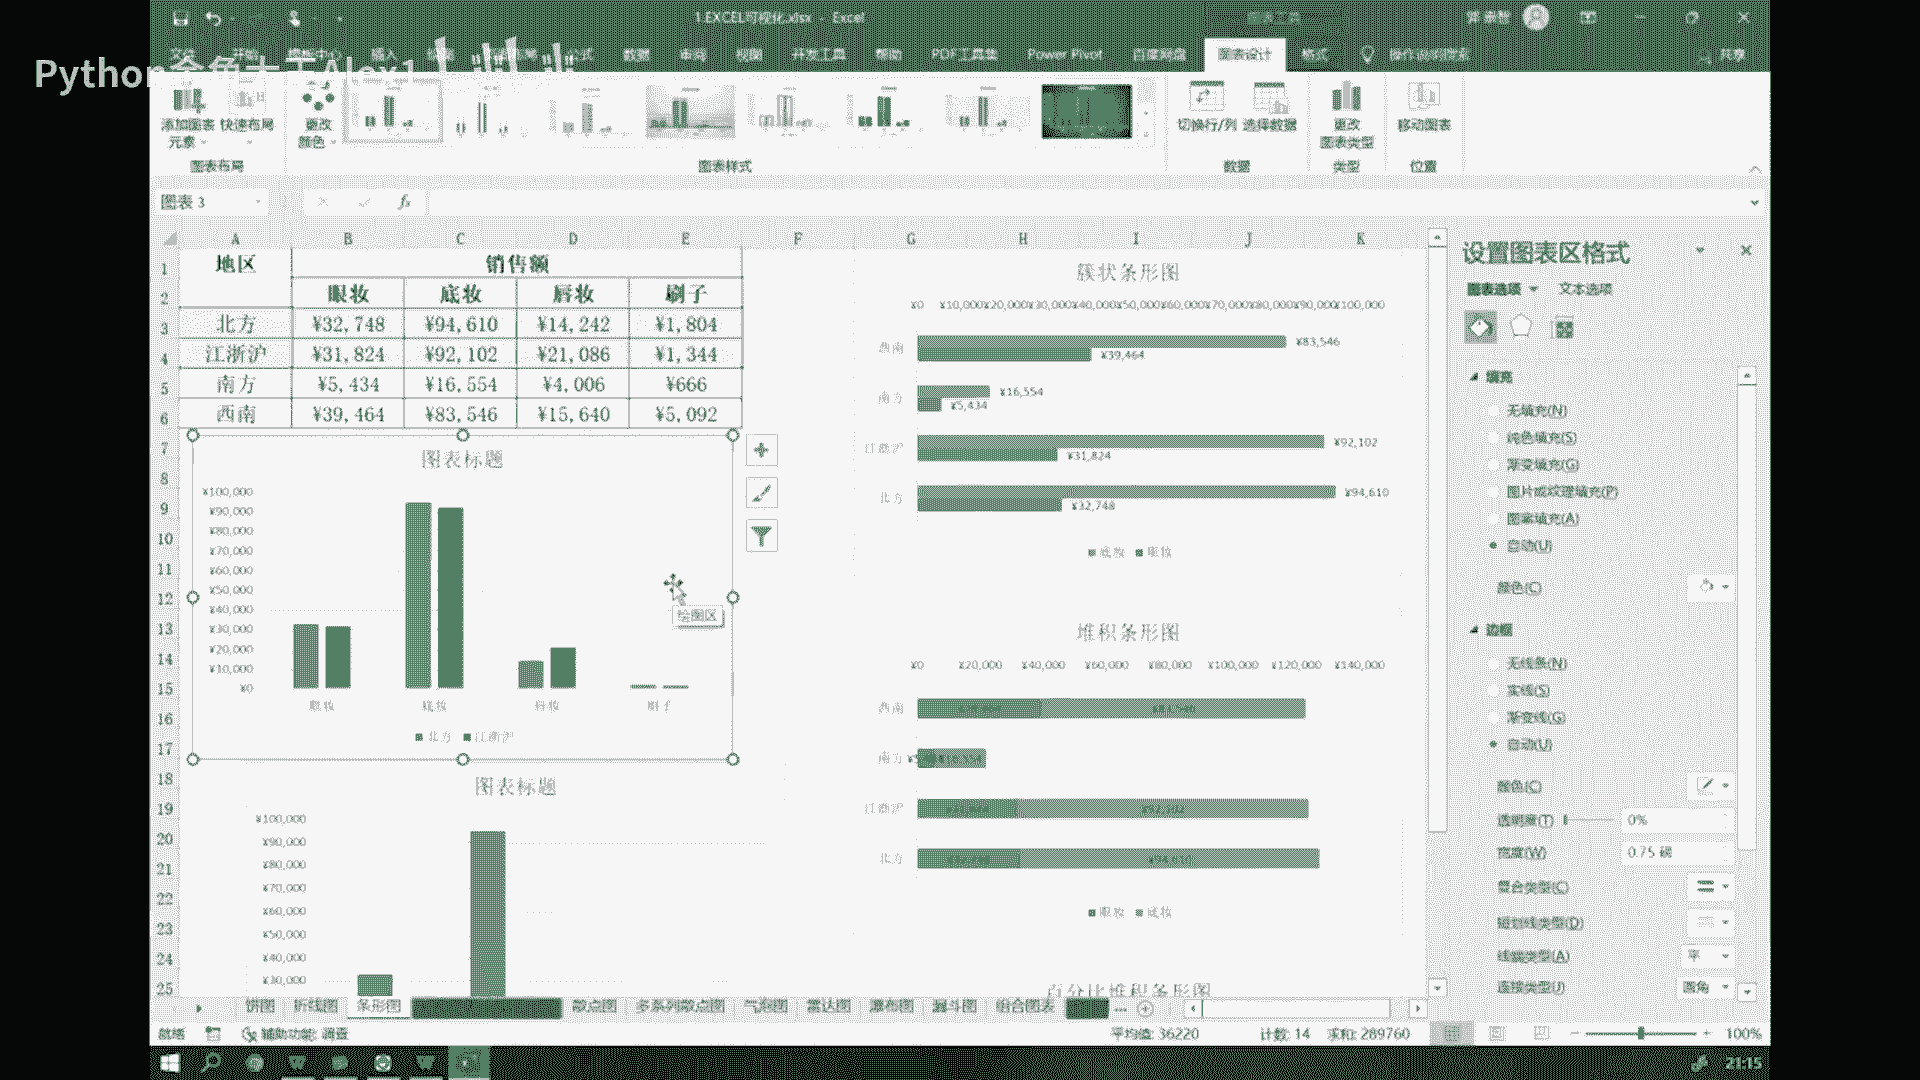 1.EXCEL可视化.xlsx - Excel
Python
文件 开始 模板中心 插入 公式 数据 审阅 视图 开发工具 帮助 PDF工具集 Power Pivot 百度网盘 图表设计 格式 操作说明搜索 共享
添加图表元素 快速布局 更改颜色 切换行/列 选择数据 更改图表类型 移动图表
图表布局 图表样式 数据 类型 位置
图表 3 fx
A B C D E F G H I J K
地区 销售额
眼妆 底妆 唇妆 刷子
北方 ¥32,748 ¥94,610 ¥14,242 ¥1,804
江浙沪 ¥31,824 ¥92,102 ¥21,086 ¥1,344
南方 ¥5,434 ¥16,554 ¥4,006 ¥666
西南 ¥39,464 ¥83,546 ¥15,640 ¥5,092
1
2
3
4
5
6
7
8
9
10
11
12
13
14
15
16
17
18
19
20
21
22
23
24
25
图表标题
¥100,000
¥90,000
¥80,000
¥70,000
¥60,000
¥50,000
¥40,000
¥30,000
¥20,000
¥10,000
¥0
眼妆 底妆 唇妆 刷子
北方 江浙沪
绘图区
图表标题
¥100,000
¥90,000
¥80,000
¥70,000
¥60,000
¥50,000
¥40,000
¥30,000
簇状条形图
¥0 ¥10,000 ¥20,000 ¥30,000 ¥40,000 ¥50,000 ¥60,000 ¥70,000 ¥80,000 ¥90,000 ¥100,000
西南 ¥83,546
¥39,464
南方 ¥16,554
¥5,434
江浙沪 ¥92,102
¥31,824
北方 ¥94,610
¥32,748
底妆 眼妆
堆积条形图
¥0 ¥20,000 ¥40,000 ¥60,000 ¥80,000 ¥100,000 ¥120,000 ¥140,000
西南
南方
江浙沪
北方
眼妆 底妆
百分比堆积条形图
设置图表区格式
图表选项 文本选项
填充
无填充(N)
纯色填充(S)
渐变填充(G)
图片或纹理填充(P)
图案填充(A)
自动(U)
颜色(C)
边框
无线条(N)
实线(S)
渐变线(G)
自动(U)
颜色(C)
透明度(T) 0%
宽度(W) 0.75 磅
复合类型(C)
短划线类型(D)
线端类型(A) 平
连接类型(J) 圆角
饼图 折线图 条形图 散点图 多系列散点图 气泡图 雷达图 瀑布图 漏斗图 组合图表 ...
就绪 辅助功能: 调查 平均值: 36220 计数: 14 求和: 289760 100%
21:15